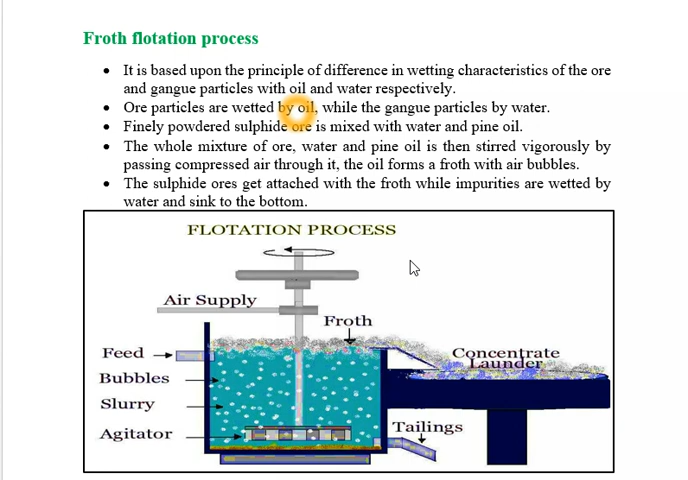 Froth flotation process
• It is based upon the principle of difference in wetting characteristics of the ore
and gangue particles with oil and water respectively.
• Ore particles are wetted by oil, while the gangue particles by water.
• Finely powdered sulphide ore is mixed with water and pine oil.
• The whole mixture of ore, water and pine oil is then stirred vigorously by
passing compressed air through it, the oil forms a froth with air bubbles.
• The sulphide ores get attached with the froth while impurities are wetted by
water and sink to the bottom.
FLOTATION PROCESS
Air Supply
Froth
Feed
Concentrate
Launder
Bubbles
Slurry
Agitator
Tailings